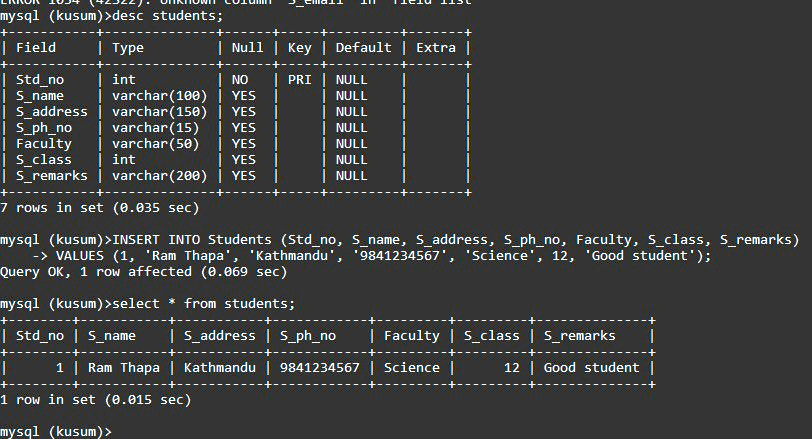 ERROR 1054 (42S22): Unknown column 'S_email' in 'field list'
mysql (kusum)>desc students;
+-----------+--------------+------+-----+---------+-------+
| Field     | Type         | Null | Key | Default | Extra |
+-----------+--------------+------+-----+---------+-------+
| Std_no    | int          | NO   | PRI | NULL    |       |
| S_name    | varchar(100) | YES  |     | NULL    |       |
| S_address | varchar(150) | YES  |     | NULL    |       |
| S_ph_no   | varchar(15)  | YES  |     | NULL    |       |
| Faculty   | varchar(50)  | YES  |     | NULL    |       |
| S_class   | int          | YES  |     | NULL    |       |
| S_remarks | varchar(200) | YES  |     | NULL    |       |
+-----------+--------------+------+-----+---------+-------+
7 rows in set (0.035 sec)
mysql (kusum)>INSERT INTO Students (Std_no, S_name, S_address, S_ph_no, Faculty, S_class, S_remarks)
    -> VALUES (1, 'Ram Thapa', 'Kathmandu', '9841234567', 'Science', 12, 'Good student');
Query OK, 1 row affected (0.069 sec)
mysql (kusum)>select * from students;
+--------+-----------+-----------+------------+---------+---------+--------------+
| Std_no | S_name    | S_address | S_ph_no    | Faculty | S_class | S_remarks    |
+--------+-----------+-----------+------------+---------+---------+--------------+
|      1 | Ram Thapa | Kathmandu | 9841234567 | Science |      12 | Good student |
+--------+-----------+-----------+------------+---------+---------+--------------+
1 row in set (0.015 sec)
mysql (kusum)>